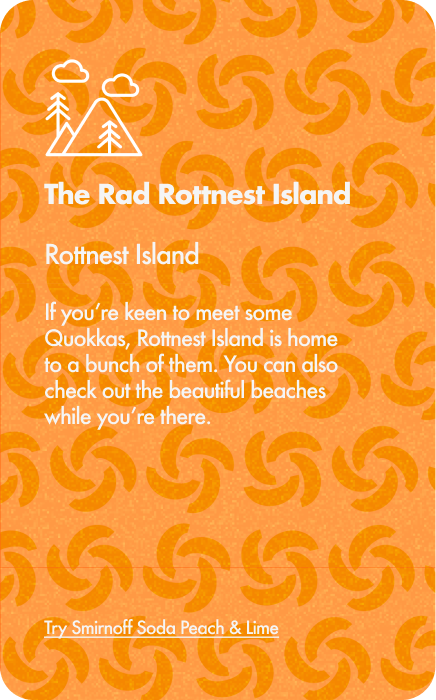 The Rad Rottnest Island
Rottnest Island
If you’re keen to meet some
Quokkas, Rottnest Island is home
to a bunch of them. You can also
check out the beautiful beaches
while you’re there.
Try Smirnoff Soda Peach & Lime